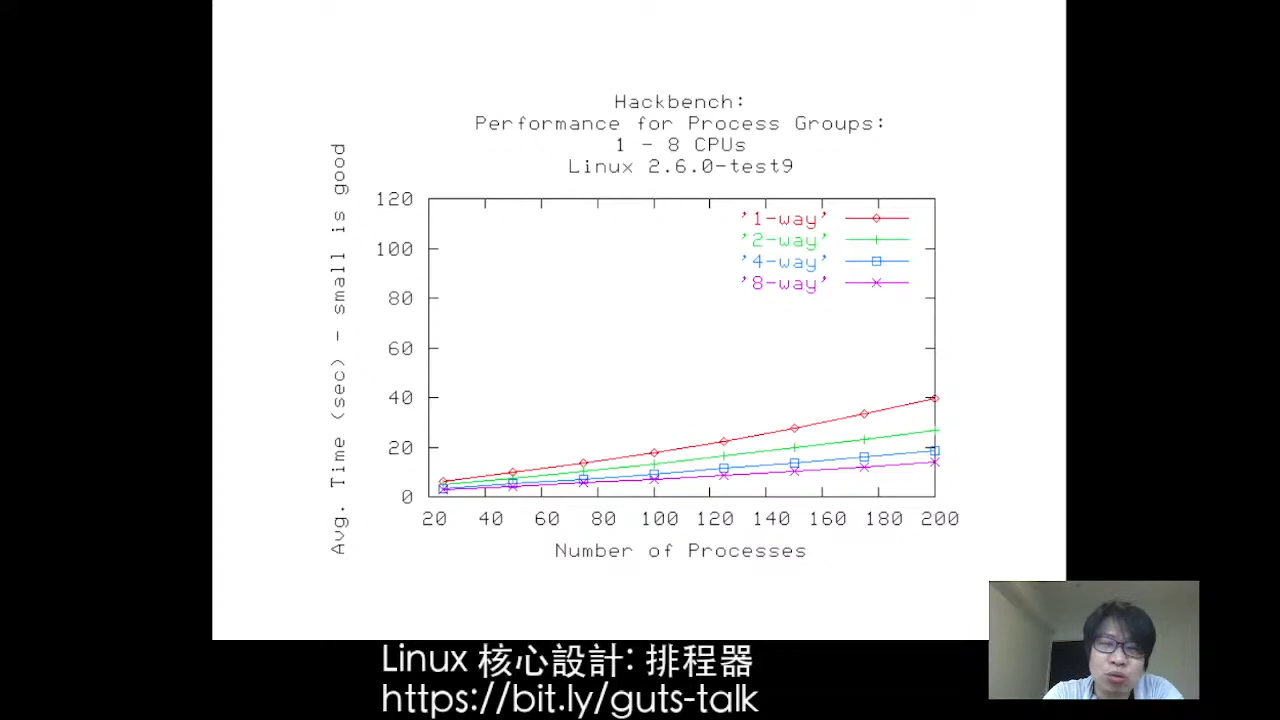 Hackbench:
Performance for Process Groups:
1 - 8 CPUs
Linux 2.6.0-test9
Avg. Time (sec) - small is good
120
100
80
60
40
20
0
'1-way'
'2-way'
'4-way'
'8-way'
20 40 60 80 100 120 140 160 180 200
Number of Processes
Linux 核心設計: 排程器
https://bit.ly/guts-talk